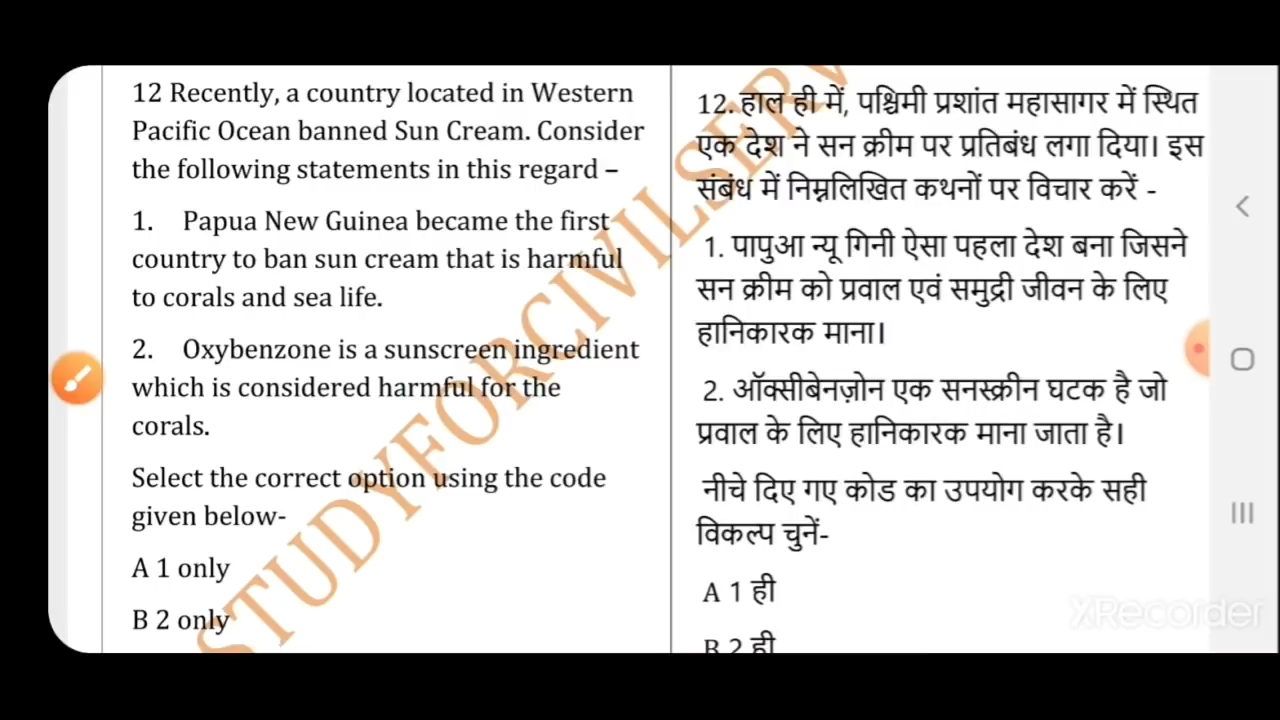 12 Recently, a country located in Western
Pacific Ocean banned Sun Cream. Consider
the following statements in this regard –
1. Papua New Guinea became the first
country to ban sun cream that is harmful
to corals and sea life.
2. Oxybenzone is a sunscreen ingredient
which is considered harmful for the
corals.
Select the correct option using the code
given below-
A 1 only
B 2 only
12. हाल ही में, पश्चिमी प्रशांत महासागर में स्थित
एक देश ने सन क्रीम पर प्रतिबंध लगा दिया। इस
संबंध में निम्नलिखित कथनों पर विचार करें -
1. पापुआ न्यू गिनी ऐसा पहला देश बना जिसने
सन क्रीम को प्रवाल एवं समुद्री जीवन के लिए
हानिकारक माना।
2. ऑक्सीबेनज़ोन एक सनस्क्रीन घटक है जो
प्रवाल के लिए हानिकारक माना जाता है।
नीचे दिए गए कोड का उपयोग करके सही
विकल्प चुनें-
A 1 ही
B 2 ही
STUDYFORCIVILSERV
XRecorder